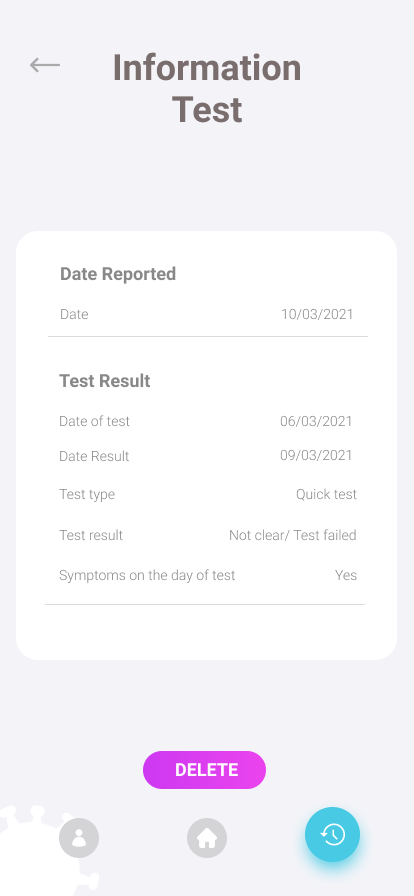 Information
Test
Date Reported
Date 10/03/2021
Test Result
Date of test 06/03/2021
Date Result 09/03/2021
Test type Quick test
Test result Not clear/ Test failed
Symptoms on the day of test Yes
DELETE